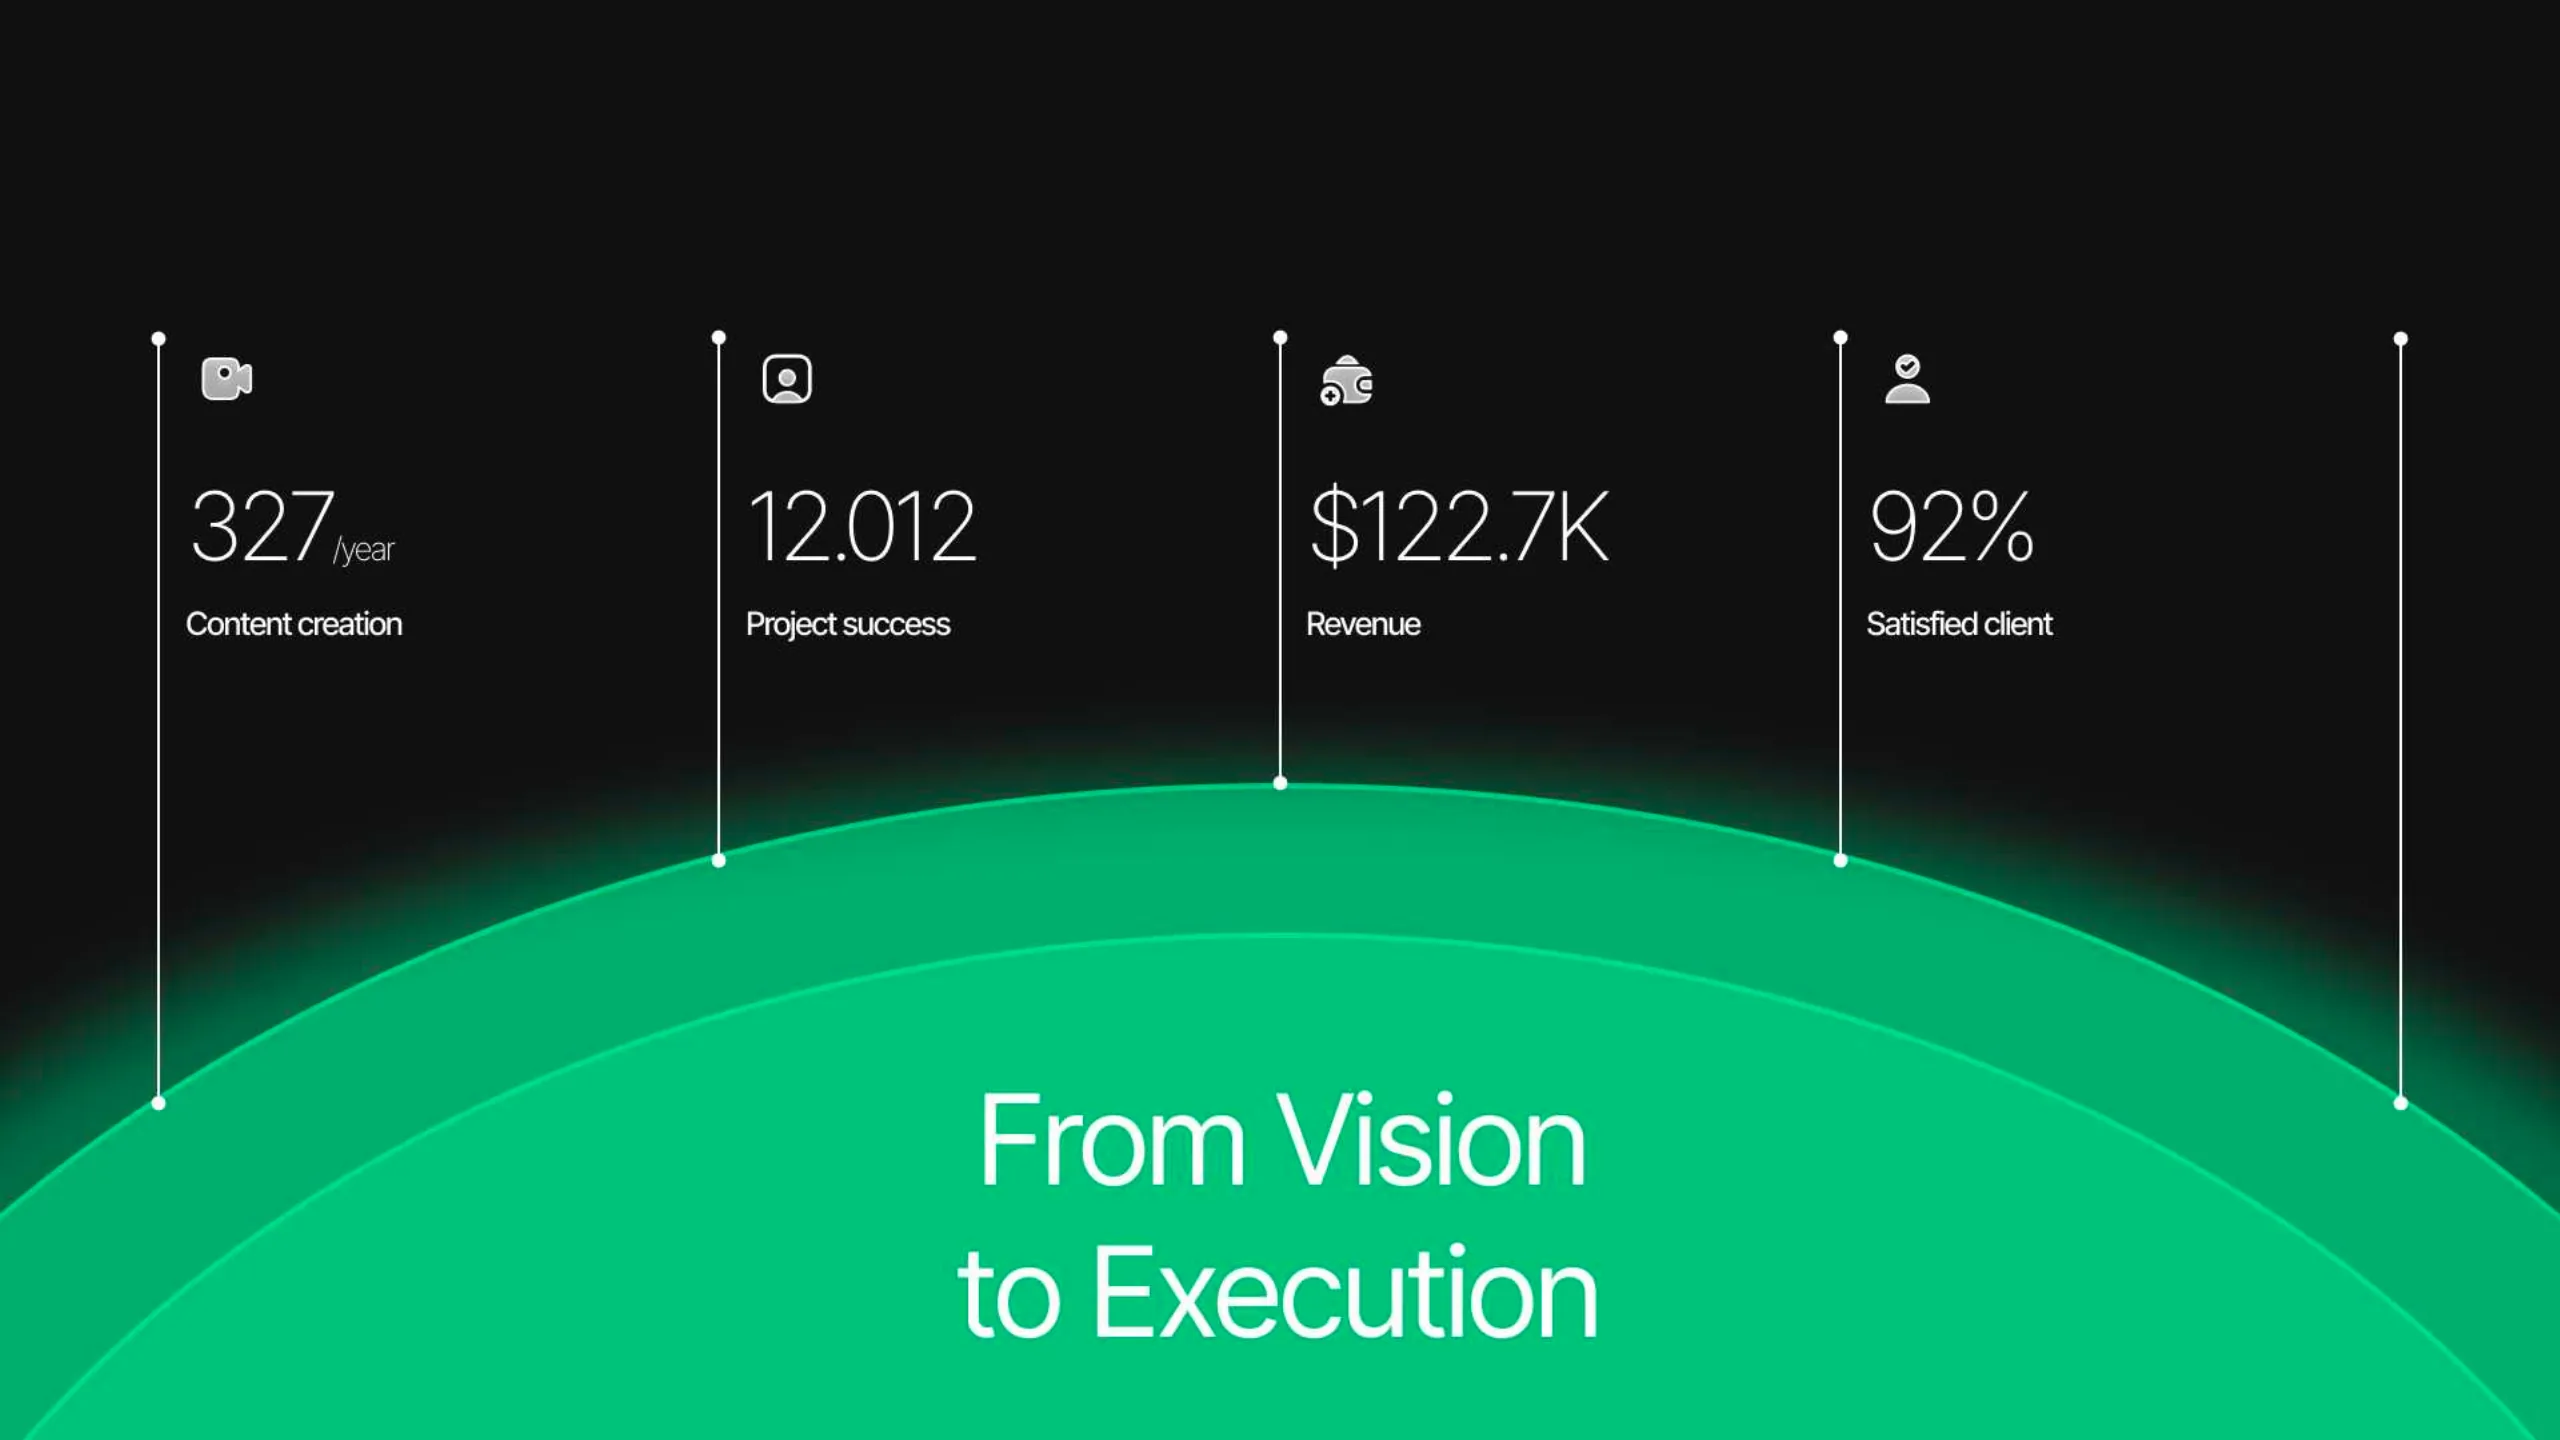 327/year
Content creation
12.012
Project success
$122.7K
Revenue
92%
Satisfied client
From Vision
to Execution